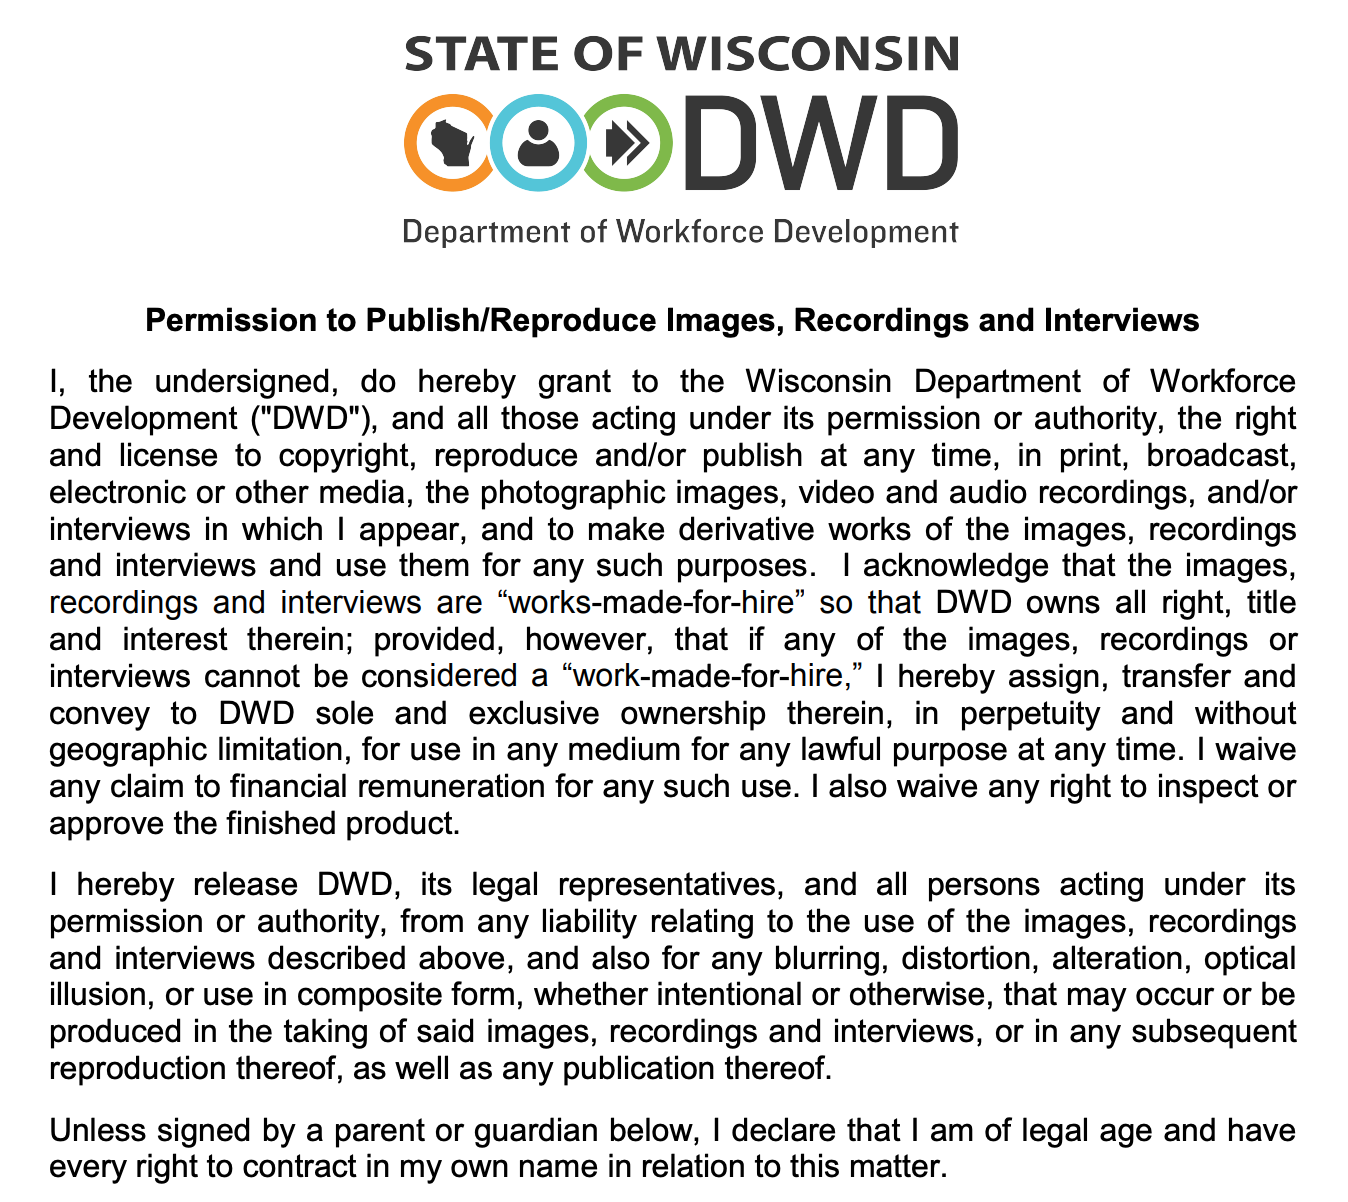 STATE OF WISCONSIN
DWD
Department of Workforce Development
Permission to Publish/Reproduce Images, Recordings and Interviews
I, the undersigned, do hereby grant to the Wisconsin Department of Workforce
Development ("DWD"), and all those acting under its permission or authority, the right
and license to copyright, reproduce and/or publish at any time, in print, broadcast,
electronic or other media, the photographic images, video and audio recordings, and/or
interviews in which I appear, and to make derivative works of the images, recordings
and interviews and use them for any such purposes.  I acknowledge that the images,
recordings and interviews are “works-made-for-hire” so that DWD owns all right, title
and interest therein; provided, however, that if any of the images, recordings or
interviews cannot be considered a “work-made-for-hire,” I hereby assign, transfer and
convey to DWD sole and exclusive ownership therein, in perpetuity and without
geographic limitation, for use in any medium for any lawful purpose at any time. I waive
any claim to financial remuneration for any such use. I also waive any right to inspect or
approve the finished product.
I hereby release DWD, its legal representatives, and all persons acting under its
permission or authority, from any liability relating to the use of the images, recordings
and interviews described above, and also for any blurring, distortion, alteration, optical
illusion, or use in composite form, whether intentional or otherwise, that may occur or be
produced in the taking of said images, recordings and interviews, or in any subsequent
reproduction thereof, as well as any publication thereof.
Unless signed by a parent or guardian below, I declare that I am of legal age and have
every right to contract in my own name in relation to this matter.